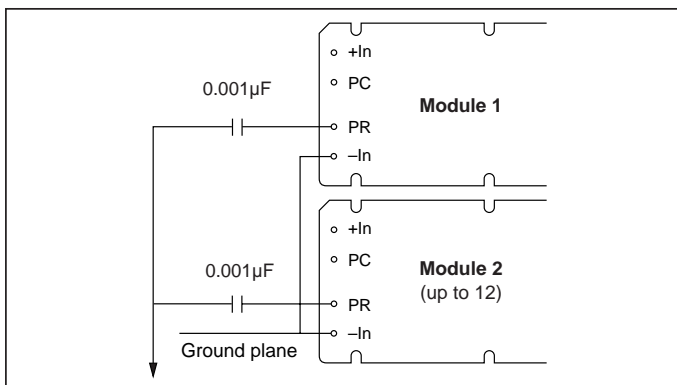 +In
PC
0.001µF
Module 1
PR
–In
+In
PC
0.001µF
Module 2
(up to 12)
PR
–In
Ground plane